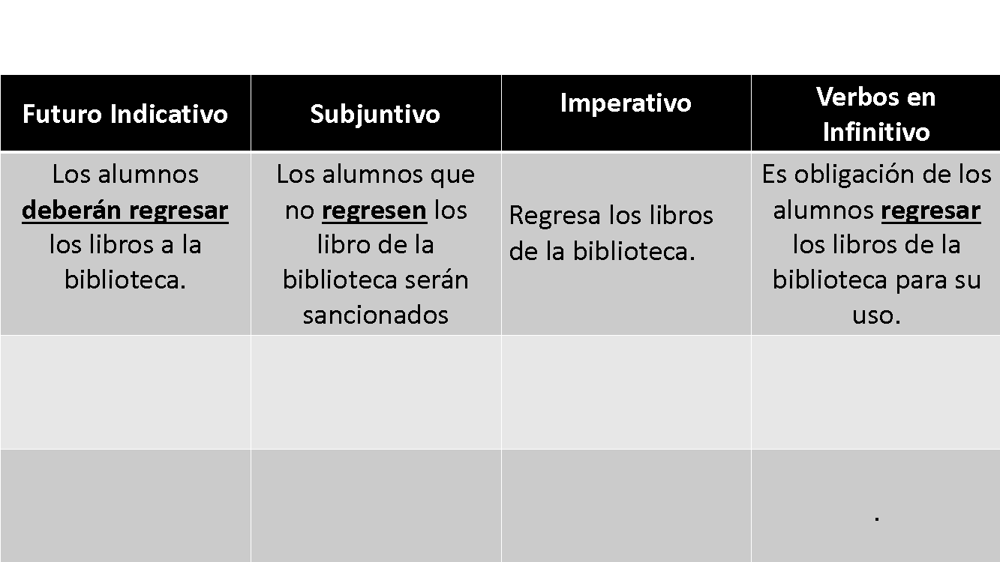 Futuro Indicativo
Subjuntivo
Imperativo
Verbos en
Infinitivo
Los alumnos
deberán regresar
los libros a la
biblioteca.
Los alumnos que
no regresen los
libro de la
biblioteca serán
sancionados
Regresa los libros
de la biblioteca.
Es obligación de los
alumnos regresar
los libros de la
biblioteca para su
uso.
.